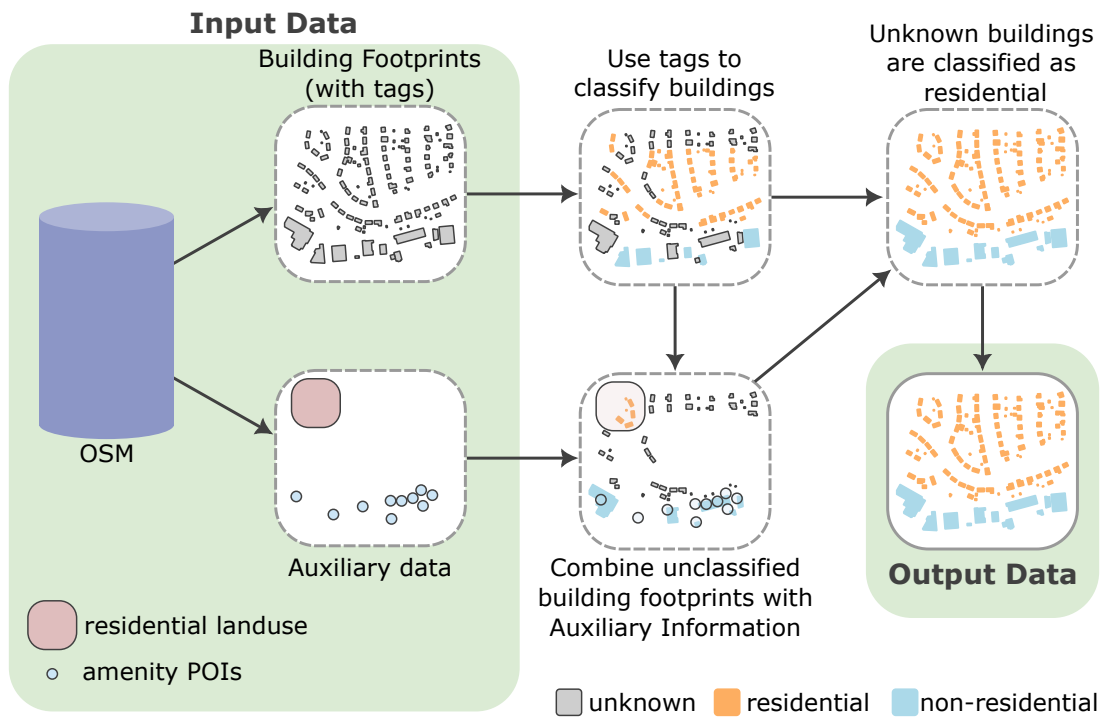 Input Data
Building Footprints
(with tags)
Use tags to
classify buildings
Unknown buildings
are classified as
residential
OSM
Auxiliary data
Combine unclassified
building footprints with
Auxiliary Information
Output Data
residential landuse
amenity POIs
unknown
residential
non-residential